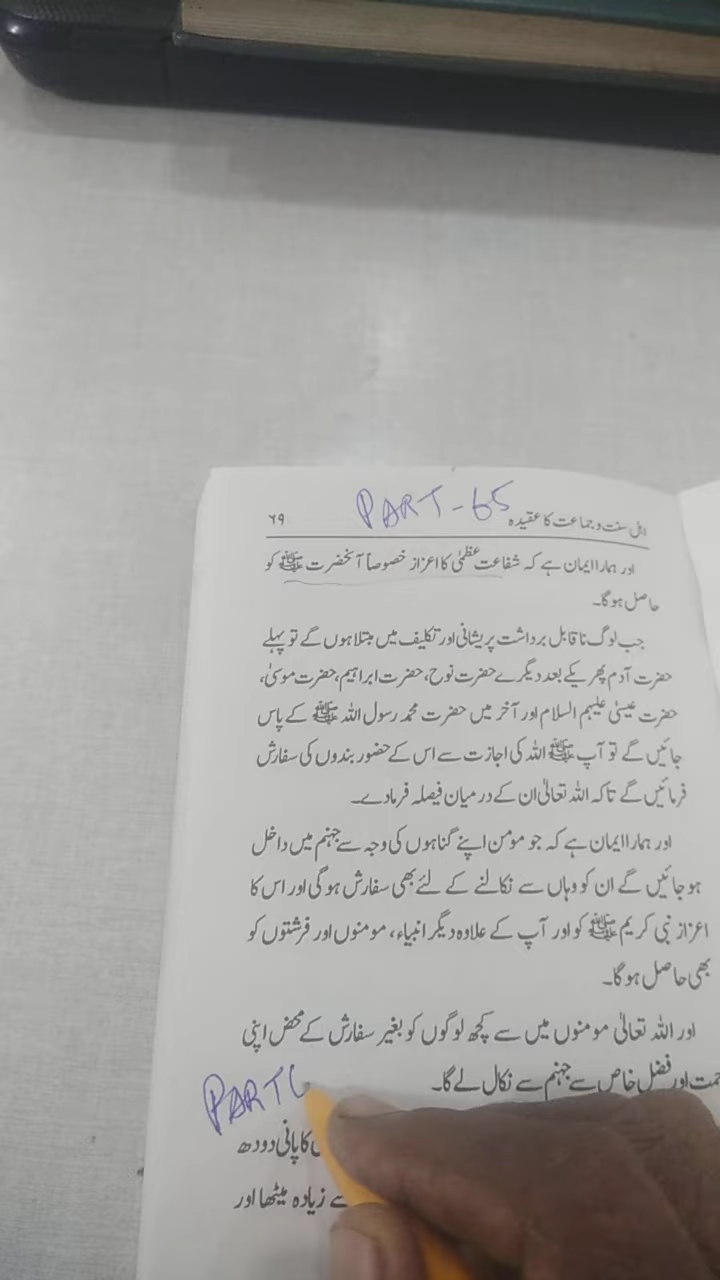 PART-65
اہل سنت و جماعت کا عقیدہ ۶۹
اور ہمارا ایمان ہے کہ شفاعت عظمیٰ کا اعزاز خصوصاً آنحضرت ﷺ کو
حاصل ہوگا۔
جب لوگ ناقابل برداشت پریشانی اور تکلیف میں مبتلا ہوں گے تو پہلے
حضرت آدم پھر یکے بعد دیگرے حضرت نوح، حضرت ابراہیم، حضرت موسیٰ،
حضرت عیسیٰ علیہم السلام اور آخر میں حضرت محمد رسول اللہ ﷺ کے پاس
جائیں گے تو آپ ﷺ اللہ کی اجازت سے اس کے حضور بندوں کی سفارش
فرمائیں گے تاکہ اللہ تعالیٰ ان کے درمیان فیصلہ فرمادے۔
اور ہمارا ایمان ہے کہ جو مومن اپنے گناہوں کی وجہ سے جہنم میں داخل
ہو جائیں گے ان کو وہاں سے نکالنے کے لئے بھی سفارش ہوگی اور اس کا
اعزاز نبی کریم ﷺ کو اور آپ کے علاوہ دیگر انبیاء، مومنوں اور فرشتوں کو
بھی حاصل ہوگا۔
اور اللہ تعالیٰ مومنوں میں سے کچھ لوگوں کو بغیر سفارش کے محض اپنی
اور فضل خاص سے جہنم سے نکال لے گا۔
PART
کا پانی دودھ
سے زیادہ میٹھا اور